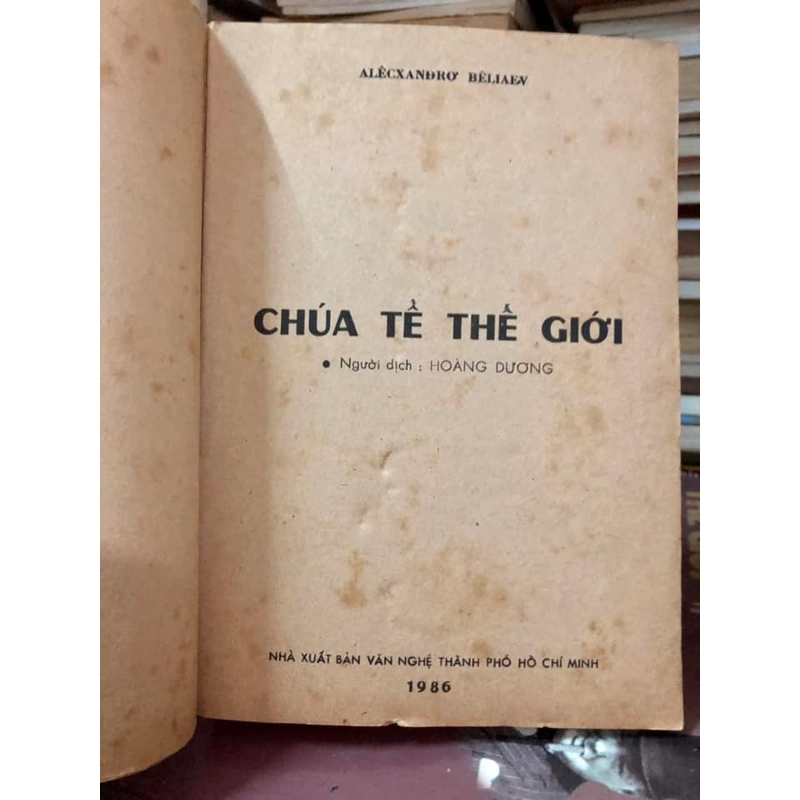 ALÊCXANĐRƠ BÊLIAEV
CHÚA TỂ THẾ GIỚI
• Người dịch : HOÀNG DƯƠNG
NHÀ XUẤT BẢN VĂN NGHỆ THÀNH PHỐ HỒ CHÍ MINH
1986